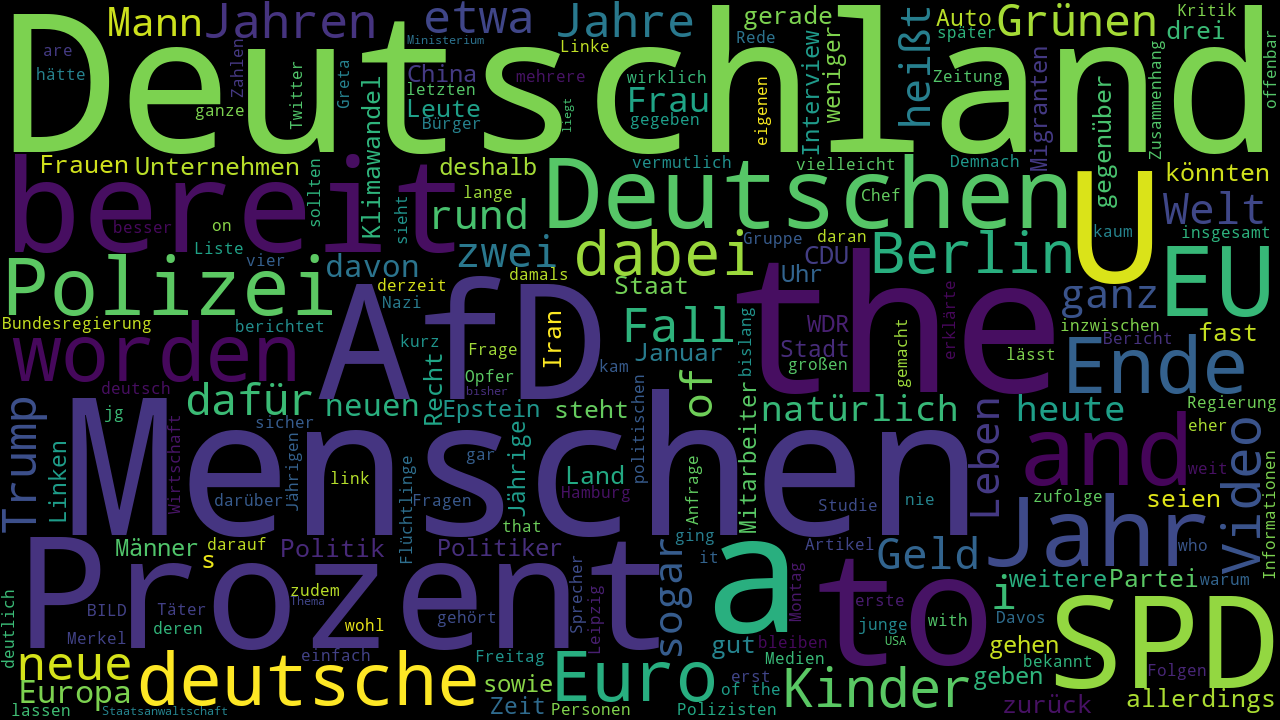 Deutschland
Mann
Jahren
etwa
Jahre
gerade
Auto
Grünen
Kritik
drei
are
hätte
Zahlen
ganze
Twitter
Greta
Ministerium
Linke
China
letzten
Leute
Bürger
mehrere
wirklich
Frau
gegeben
liegt
Rede
eigenen
Interview
weniger
heißt
später
Zeitung
Migranten
gegenüber
Zusammenhang
offenbar
Klimawandel
bereit
Frauen
Unternehmen
deshalb
lange
rund
besser
on
sollten
sieht
Liste
vier
Deutschen
vermutlich
vielleicht
Chef
Demnach
U
kaum
könnten
Welt
insgesamt
Polizei
davon
zwei
dabei
Gruppe
daran
CDU
Uhr
Berlin
ganz
EU
derzeit
damals
Nazi
Staat
Bundesregierung
berichtet
kurz
AfD
Iran
Fall
the
WDR
Stadt
Januar
bislang
großen
gemacht
erklärte
inzwischen
Bericht
fast
lässt
Ende
worden
Frage
Opfer
kam
bisher
deutsch
jg
dafür
neuen
Recht
Epstein
steht
of
politischen
natürlich
heute
Regierung
eher
Trump
Linken
Menschen
Wirtschaft
sicher
Jährigen
darüber
link
gar
Fragen
Flüchtlinge
Jährige
that
Land
Hamburg
Anfrage
Mitarbeiter
Studie
nie
Leben
and
weit
zufolge
seien
Video
Informationen
Prozent
Männer
darauf
s
Politik
Politiker
ging
it
a
Artikel
Geld
Jahr
who
zudem
Thema
BILD
Täter
deren
Merkel
wohl
gehört
Sprecher
Leipzig
sogar
Montag
to
erste
junge
with
USA
i
weitere
Partei
warum
Davos
deutlich
neue
Europa
lassen
Staatsanwaltschaft
deutsche
einfach
Freitag
sowie
Zeit
Euro
Personen
gut
erst
of the
Polizisten
bleiben
Medien
Kinder
gehen
geben
bekannt
zurück
SPD
Folgen
allerdings